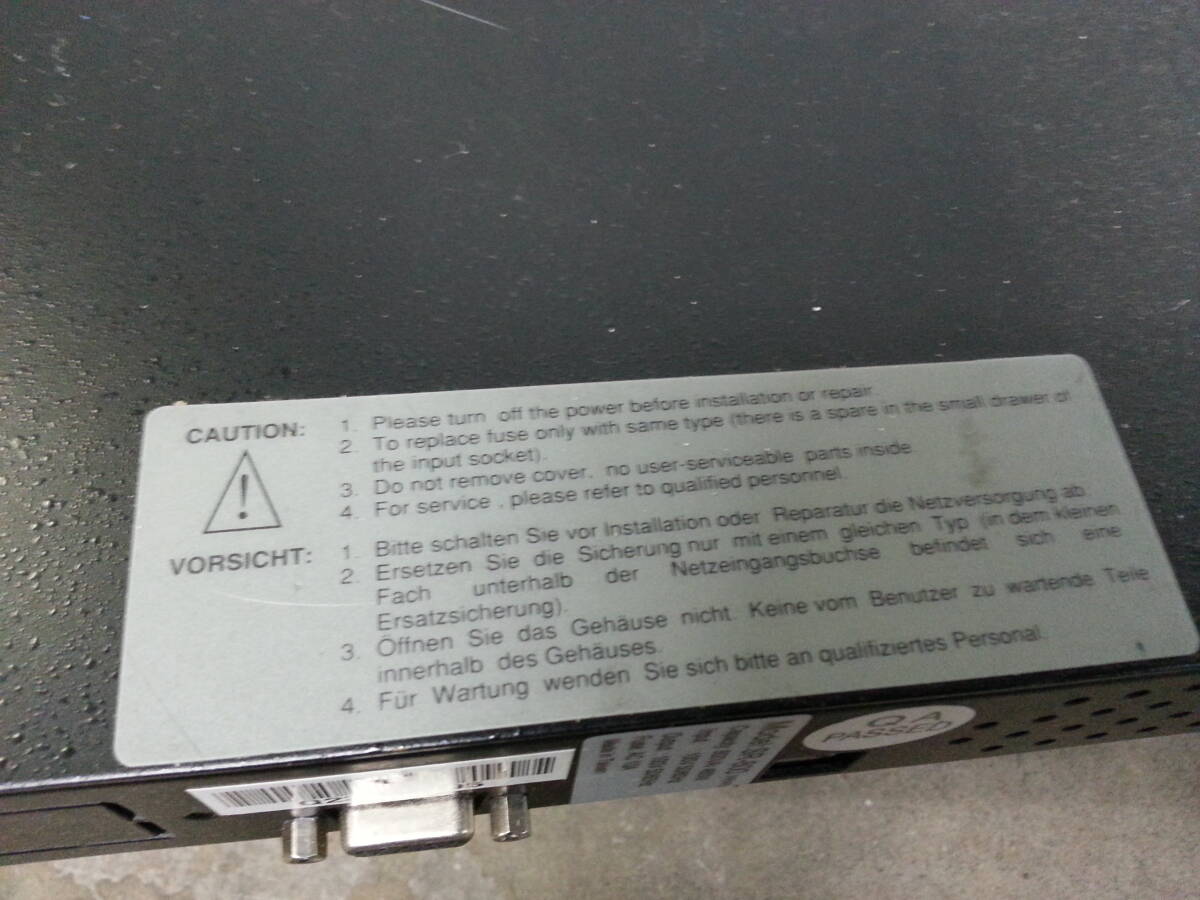 CAUTION:
1. Please turn off the power before installation or repair.
2. To replace fuse only with same type (there is a spare in the small drawer of
the input socket).
3. Do not remove cover, no user-serviceable parts inside.
4. For service , please refer to qualified personnel.
VORSICHT:
1. Bitte schalten Sie vor Installation oder Reparatur die Netzversorgung ab.
2. Ersetzen Sie die Sicherung nur mit einem gleichen Typ (in dem kleinen
Fach unterhalb der Netzeingangsbuchse befindet sich eine
Ersatzsicherung).
3. Öffnen Sie das Gehäuse nicht. Keine vom Benutzer zu wartende Teile
innerhalb des Gehäuses.
4. Für Wartung wenden Sie sich bitte an qualifiziertes Personal.
QA
PASSED